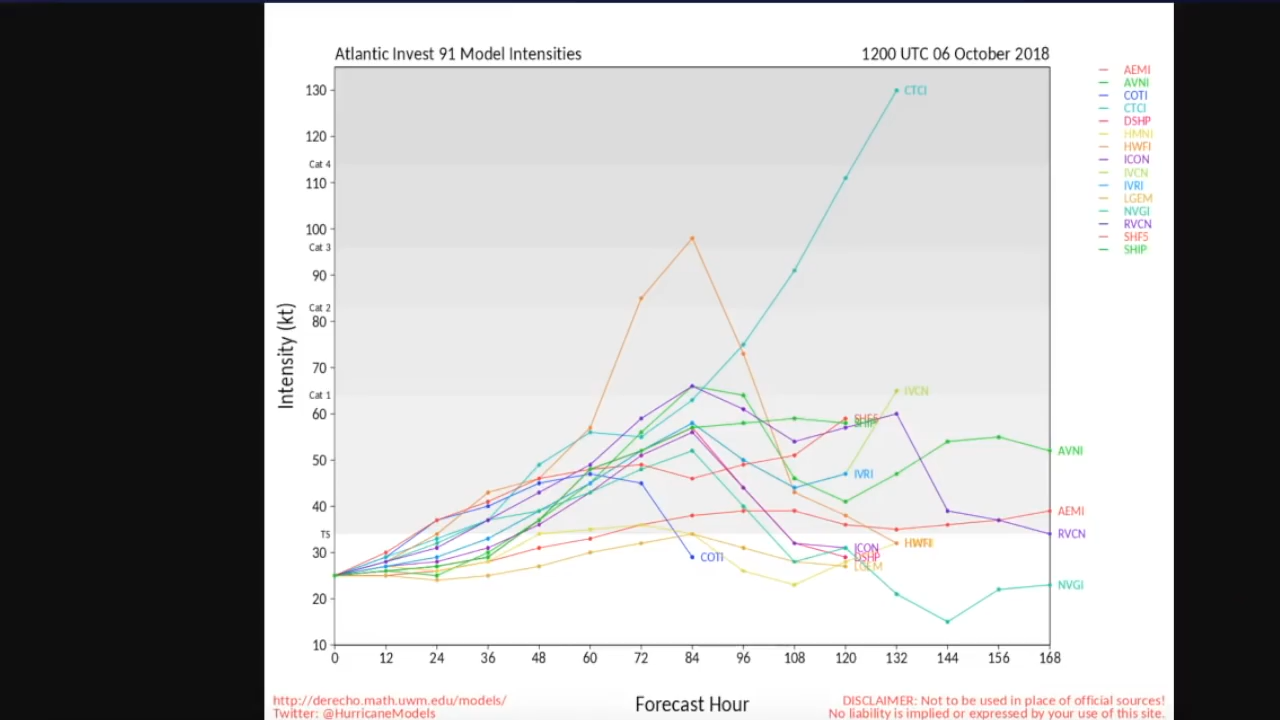 Atlantic Invest 91 Model Intensities 1200 UTC 06 October 2018
AEMI
AVNI
COTI
CTCI
DSHP
HMNI
HWFI
ICON
IVCN
IVRI
LGEM
NVGI
RVCN
SHF5
SHIP
130
120
Cat 4
110
100
Cat 3
90
Cat 2
80
70
Cat 1
60
50
40
TS
30
20
10
Intensity (kt)
CTCI
IVCN
SHF5
SHIP
AVNI
IVRI
AEMI
RVCN
ICON
HWFI
COTI
DSHP
LGEM
NVGI
0 12 24 36 48 60 72 84 96 108 120 132 144 156 168
Forecast Hour
http://derecho.math.uwm.edu/models/
Twitter: @HurricaneModels
DISCLAIMER: Not to be used in place of official sources!
No liability is implied or expressed by your use of this site.